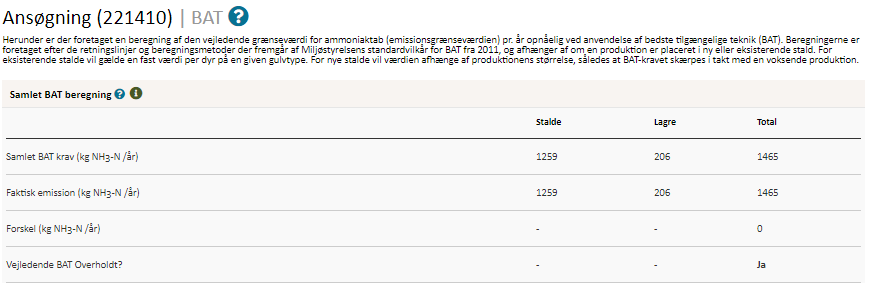 Ansøgning (221410) | BAT ?
Herunder er der foretaget en beregning af den vejledende grænseværdi for ammoniaktab (emissionsgrænseværdien) pr. år opnåelig ved anvendelse af bedste tilgængelige teknik (BAT). Beregningerne er
foretaget efter de retningslinjer og beregningsmetoder der fremgår af Miljøstyrelsens standardvilkår for BAT fra 2011, og afhænger af om en produktion er placeret i ny eller eksisterende stald. For
eksisterende stalde vil gælde en fast værdi per dyr på en given gulvtype. For nye stalde vil værdien afhænge af produktionens størrelse, således at BAT-kravet skærpes i takt med en voksende produktion.
Samlet BAT beregning ? i
Stalde Lagre Total
Samlet BAT krav (kg NH3-N /år) 1259 206 1465
Faktisk emission (kg NH3-N /år) 1259 206 1465
Forskel (kg NH3-N /år) - - 0
Vejledende BAT Overholdt? - - Ja